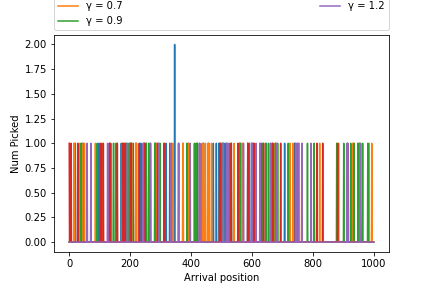 γ = 0.7
γ = 0.9
γ = 1.2
2.00
1.75
1.50
1.25
1.00
0.75
0.50
0.25
0.00
Num Picked
0 200 400 600 800 1000
Arrival position